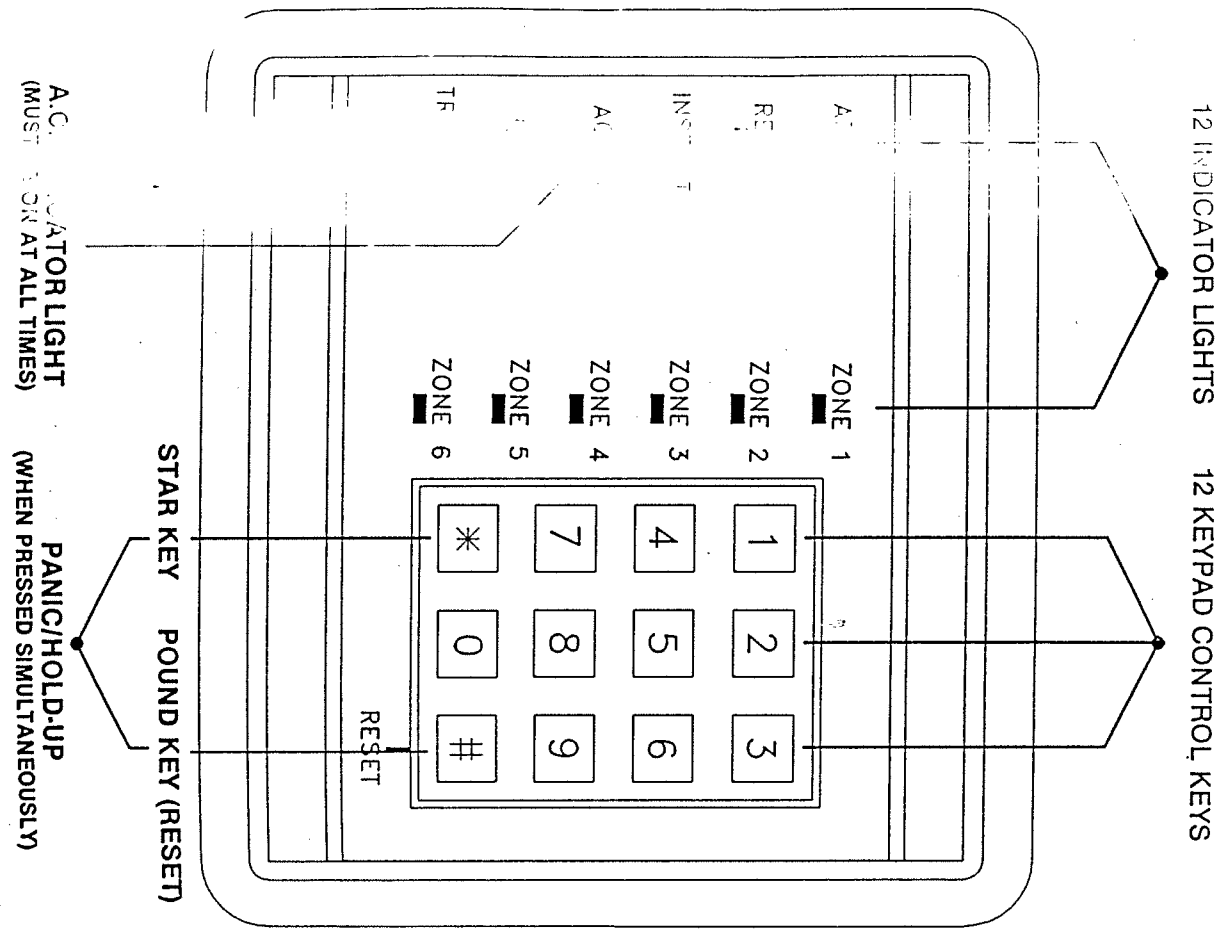 12 INDICATOR LIGHTS
12 KEYPAD CONTROL KEYS
ZONE 1
ZONE 2
ZONE 3
ZONE 4
ZONE 5
ZONE 6
1 2 3
4 5 6
7 8 9
* 0 #
RESET
STAR KEY
POUND KEY (RESET)
A.C. LIGHT
(MUST ON AT ALL TIMES)
PANIC/HOLD-UP
(WHEN PRESSED SIMULTANEOUSLY)